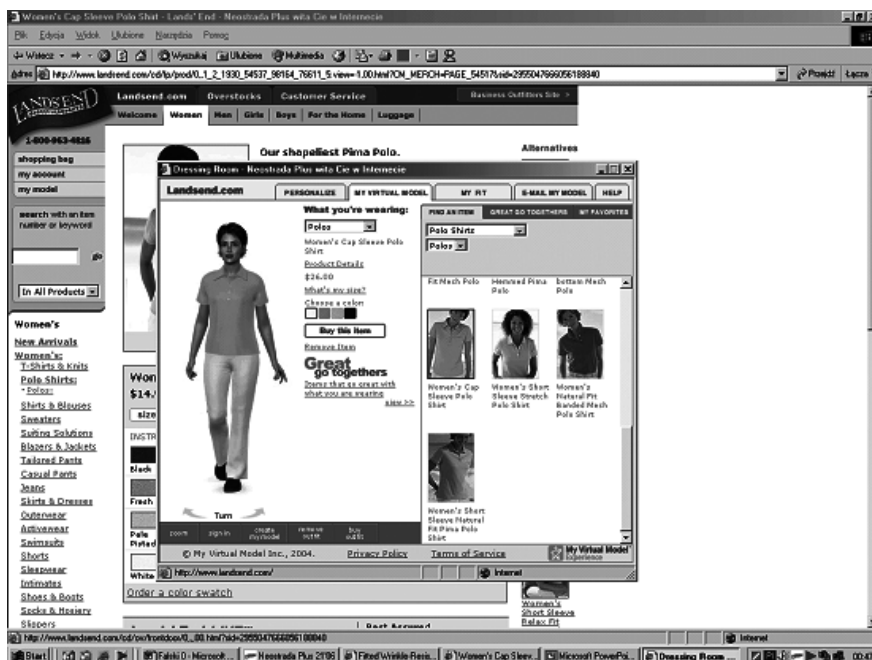 Women's Cap Sleeve Polo Shirt - Lands' End - Neostrada Plus wita Cie w Internecie
Plik Edycja Widok Ulubione Narzędzia Pomoc
Wstecz Wyszukaj Ulubione Multimedia
Adres http://www.landsend.com/cd/fp/prod/0,,1_2_1930_54537_98164_76611_5:view=-1,00.html?CM_MERCH=PAGE_54517&sid=2955047666056188840 Przejdź Łącza
LANDS' END
Landsend.com Overstocks Customer Service Business Outfitters Site >
Welcome Women Men Girls Boys For the Home Luggage
1-800-963-4816
shopping bag
my account
my model
search with an item
number or keyword
go
In All Products
Women's
New Arrivals
Women's:
T-Shirts & Knits
Polo Shirts:
· Polos:
Shirts & Blouses
Sweaters
Suiting Solutions
Blazers & Jackets
Tailored Pants
Casual Pants
Jeans
Skirts & Dresses
Outerwear
Activewear
Swimsuits
Shorts
Sleepwear
Intimates
Shoes & Boots
Socks & Hosiery
Slippers
Our shapeliest Pima Polo.
Alternatives
Wom
$14.
size
INSTR
Black
Fresh
Pale
Pistach
White
Order a color swatch
Women's
Short Sleeve
Relax Fit
Dressing Room - Neostrada Plus wita Cie w Internecie
Landsend.com PERSONALIZE MY VIRTUAL MODEL MY FIT E-MAIL MY MODEL HELP
What you're wearing:
Polos
Women's Cap Sleeve Polo
Shirt
Product Details
$26.00
What's my size?
Choose a color:
Buy this item
Remove Item
Great
go togethers
Items that go great with
what you are wearing
view >>
FIND AN ITEM GREAT GO TOGETHERS MY FAVORITES
Polo Shirts
Polos
Fit Mesh Polo Hemmed Pima Polo bottom Mesh Polo
Women's Cap
Sleeve Polo
Shirt
Women's Short
Sleeve Stretch
Polo Shirt
Women's
Natural Fit
Banded Mesh
Polo Shirt
Women's Short
Sleeve Natural
Fit Pima Polo
Shirt
Turn
zoom sign in create my model remove outfit buy outfit
© My Virtual Model Inc., 2004. Privacy Policy Terms of Service My Virtual Model Experience
http://www.landsend.com/ Internet
Internet
Start Neostrada Plus 21'06 Fitted Wrinkle-Resis... Women's Cap Sleev... Microsoft PowerPoi... Dressing Room...